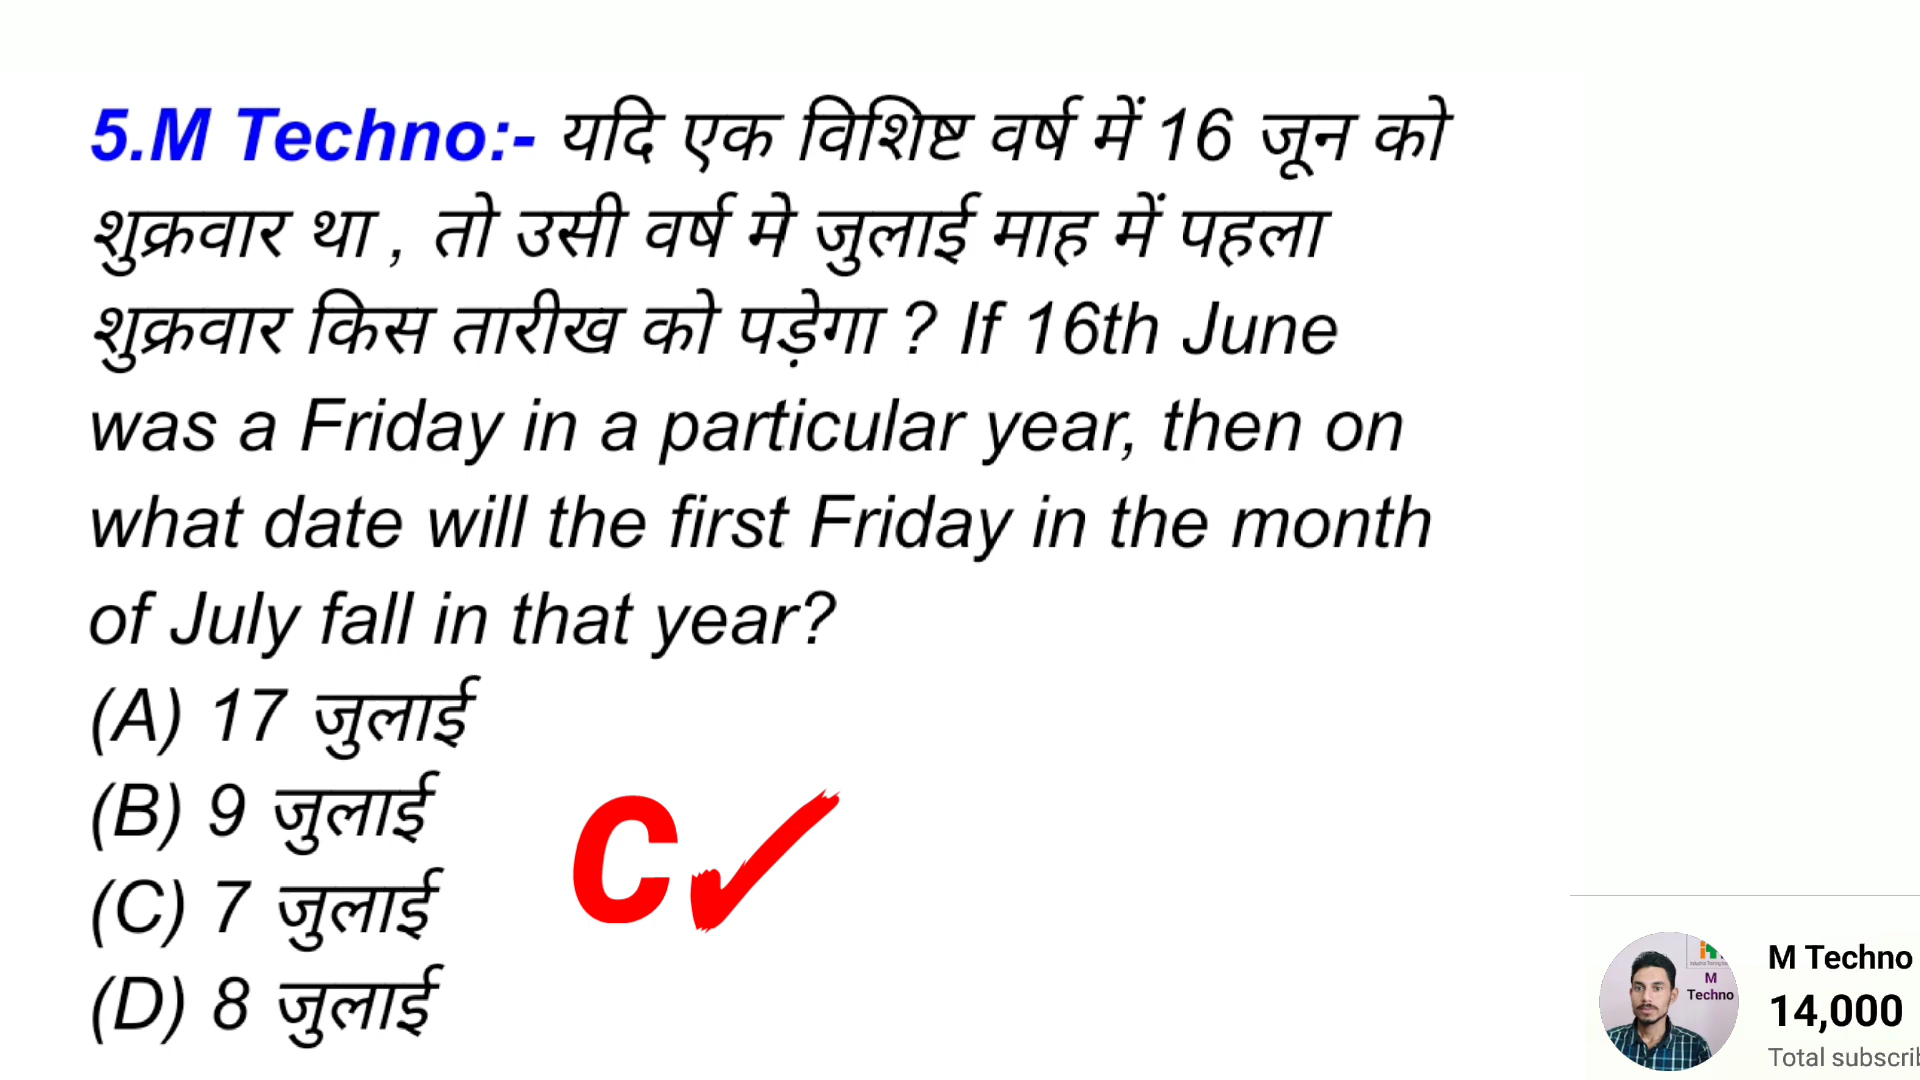 5.M Techno:- यदि एक विशिष्ट वर्ष में 16 जून को
शुक्रवार था , तो उसी वर्ष मे जुलाई माह में पहला
शुक्रवार किस तारीख को पड़ेगा ? If 16th June
was a Friday in a particular year, then on
what date will the first Friday in the month
of July fall in that year?
(A) 17 जुलाई
(B) 9 जुलाई
(C) 7 जुलाई
(D) 8 जुलाई
C✓
M Techno
14,000
Total subscrib
M
Techno